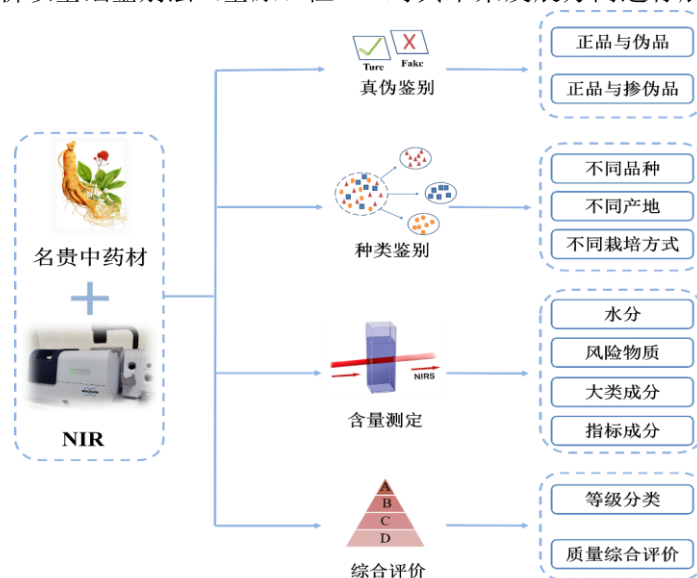 Ture
Fake
真伪鉴别
正品与伪品
正品与掺伪品
名贵中药材
NIR
种类鉴别
不同品种
不同产地
不同栽培方式
NIRS
含量测定
水分
风险物质
大类成分
指标成分
A
B
C
D
综合评价
等级分类
质量综合评价